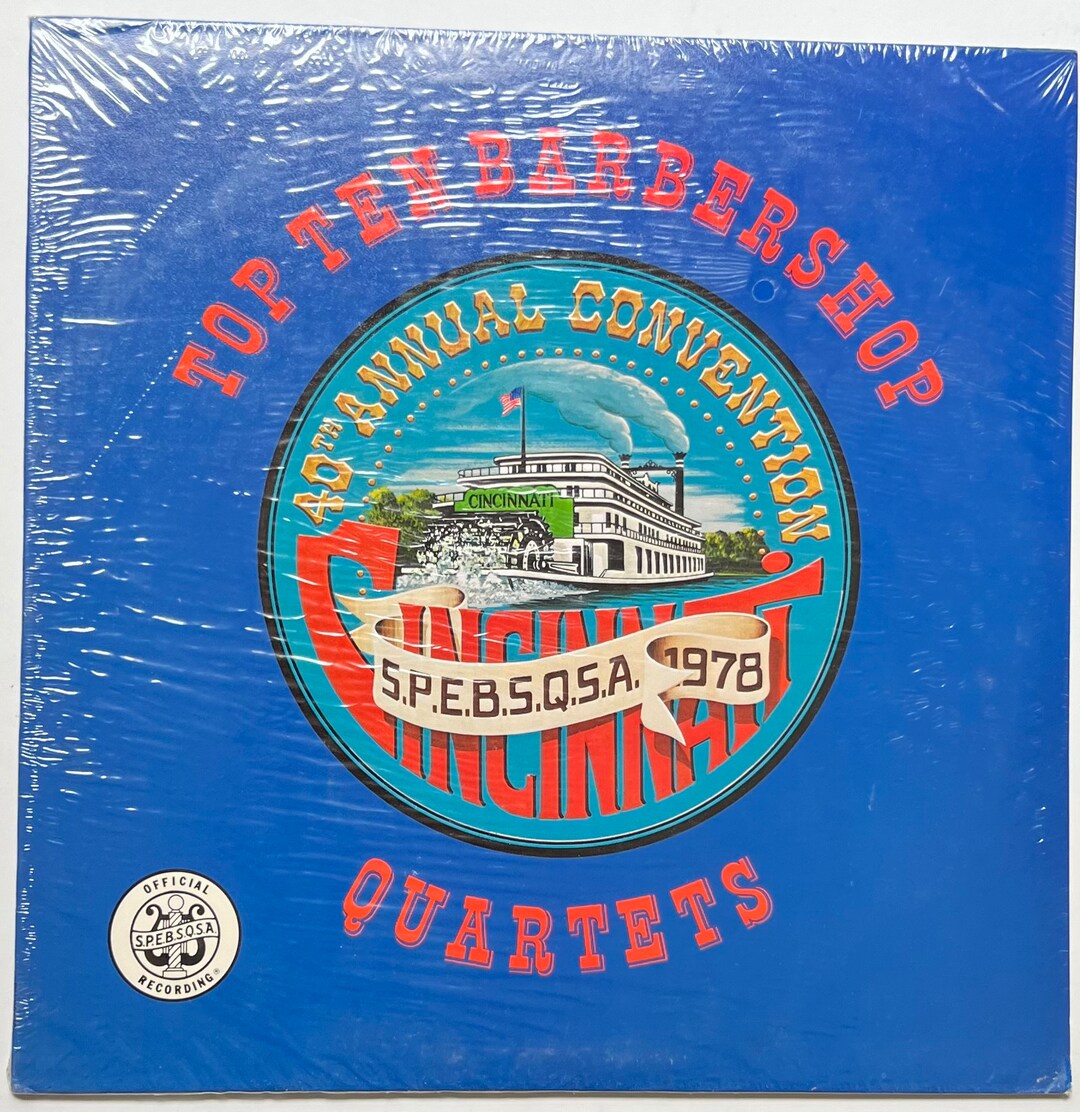 TOP TEN BARBERSHOP
40TH ANNUAL CONVENTION
CINCINNATI
CINCINNATI
S.P.E.B.S.Q.S.A. 1978
QUARTETS
OFFICIAL
S.P.E.B.S.Q.S.A.
RECORDING®